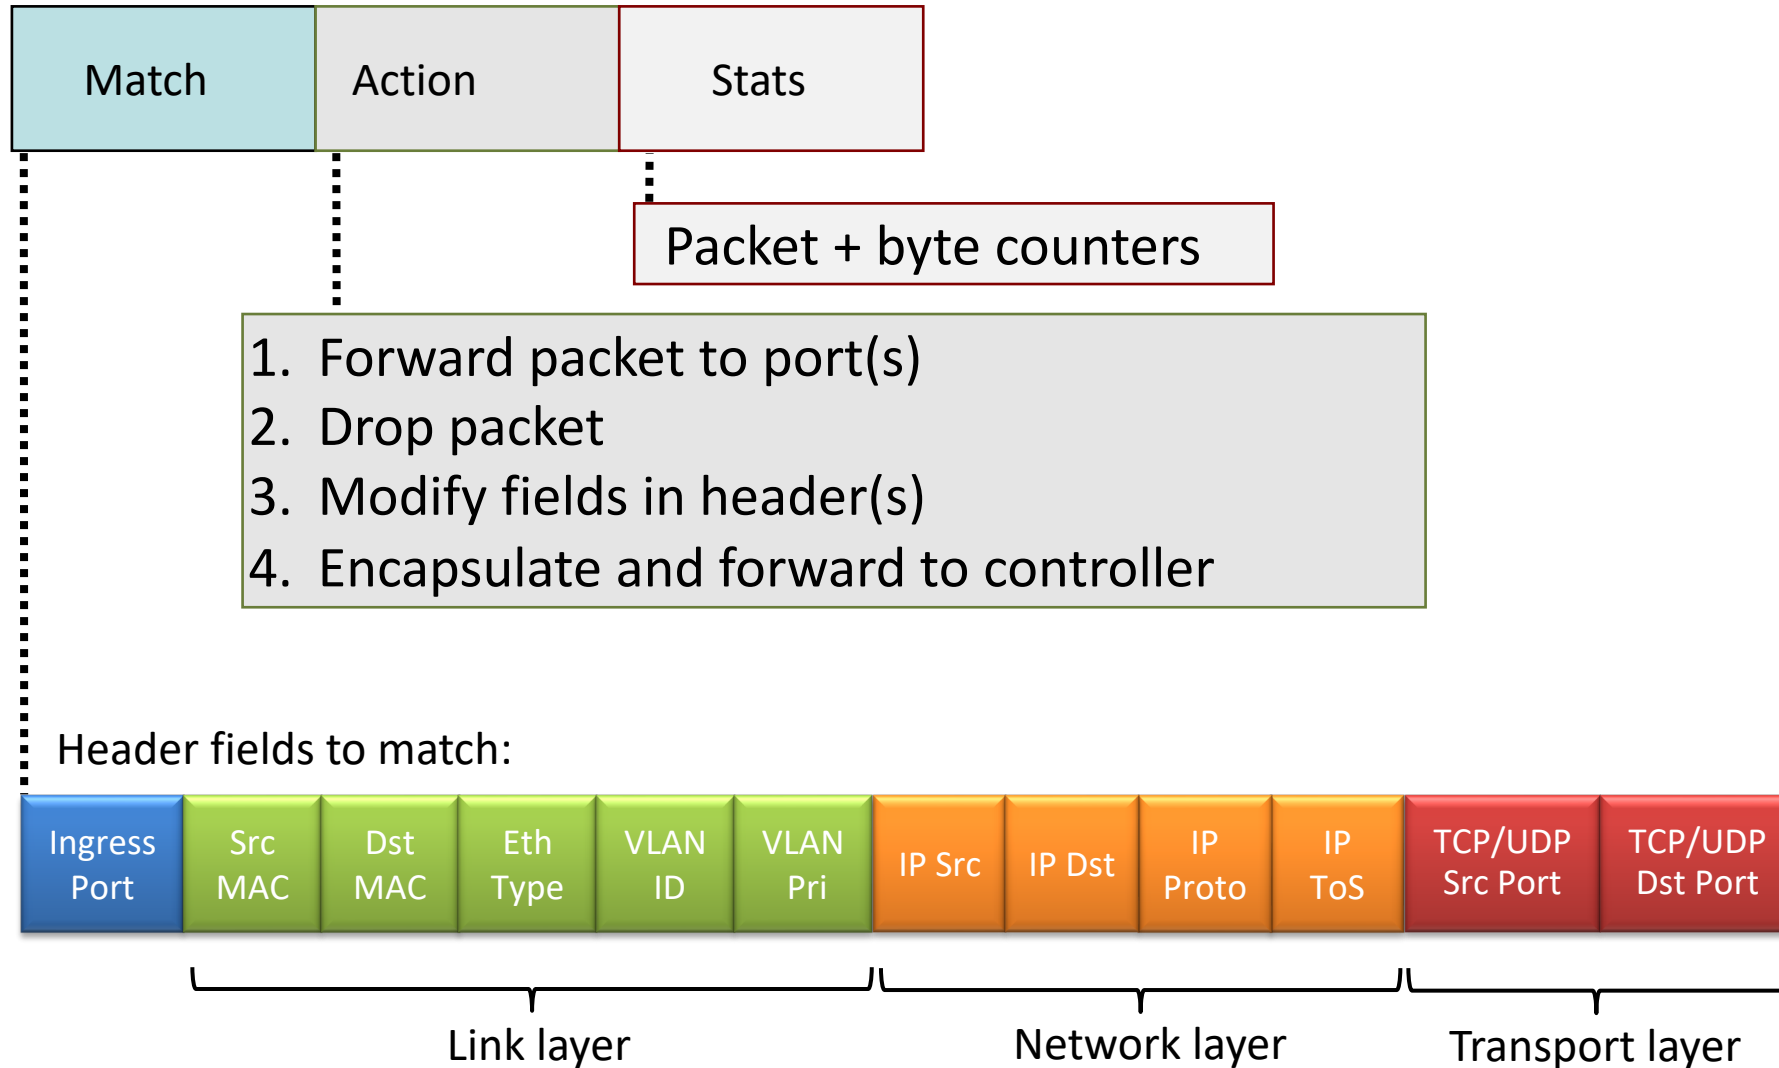 Match
Action
Stats
Packet + byte counters
1. Forward packet to port(s)
2. Drop packet
3. Modify fields in header(s)
4. Encapsulate and forward to controller
Header fields to match:
Ingress
Port
Src
MAC
Dst
MAC
Eth
Type
VLAN
ID
VLAN
Pri
IP Src
IP Dst
IP
Proto
IP
ToS
TCP/UDP
Src Port
TCP/UDP
Dst Port
Link layer
Network layer
Transport layer